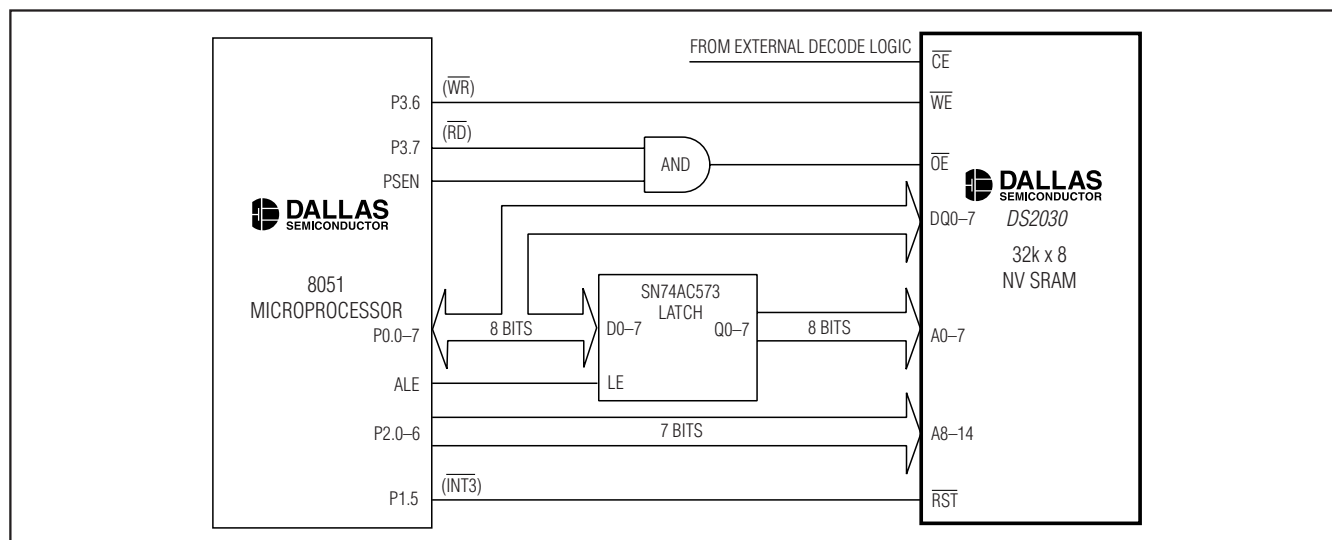 FROM EXTERNAL DECODE LOGIC
CE
P3.6
(WR)
WE
P3.7
(RD)
AND
OE
PSEN
DALLAS
SEMICONDUCTOR
DALLAS
SEMICONDUCTOR
DQ0–7
DS2030
32k x 8
NV SRAM
8051
MICROPROCESSOR
SN74AC573
LATCH
P0.0–7
8 BITS
D0–7
Q0–7
8 BITS
A0–7
ALE
LE
P2.0–6
7 BITS
A8–14
P1.5
(INT3)
RST